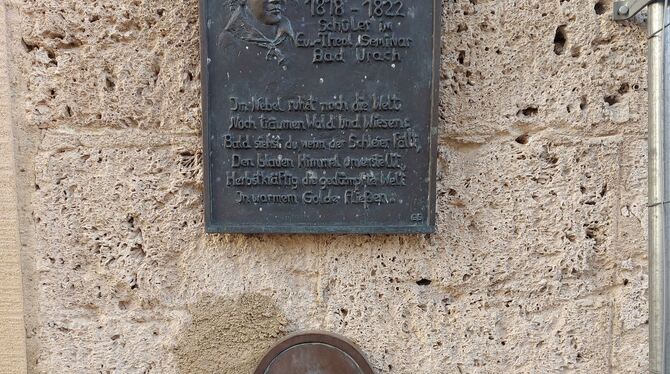 1818 - 1822
Schüler im
Ev.-Theol. Seminar
Bad Urach
Im Nebel ruhet noch die Welt
Noch träumen Wald und Wiesen:
Bald siehst du wenn der Schleier fällt,
Den blauen Himmel unverstellt,
Herbstkräftig die gedämpfte Welt
In warmem Golde fließen.